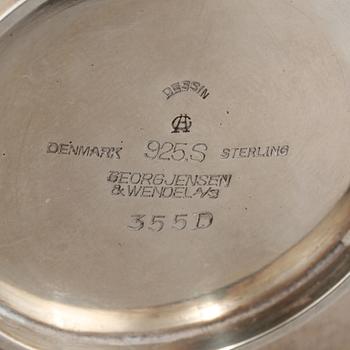 DESSIN
DENMARK 925.S STERLING
GEORG JENSEN
& WENDEL A/S
355D